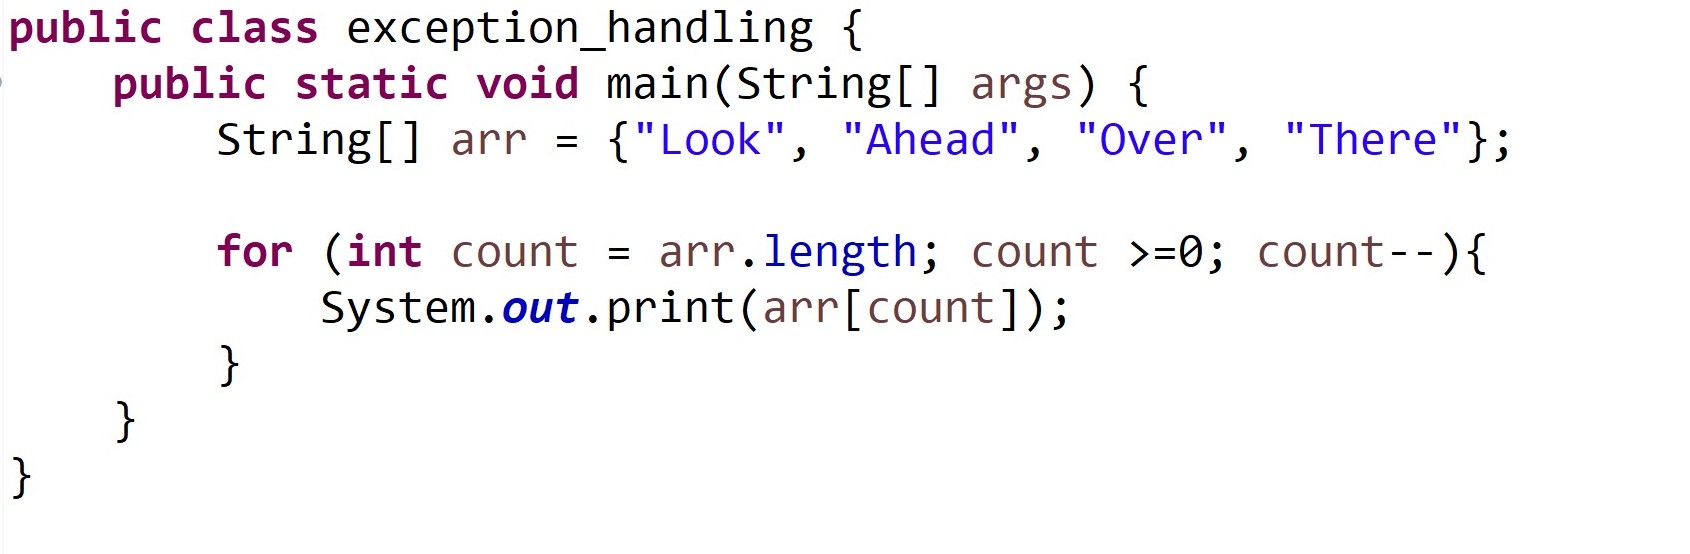 public class exception_handling {
    public static void main(String[] args) {
        String[] arr = {"Look", "Ahead", "Over", "There"};
        for (int count = arr.length; count >=0; count--){
            System.out.print(arr[count]);
        }
    }
}